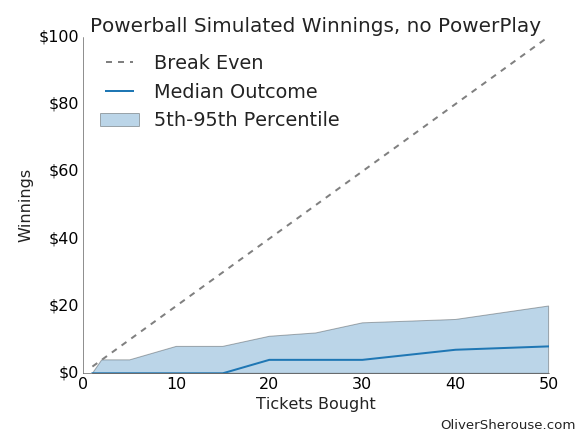 Powerball Simulated Winnings, no PowerPlay
$100
$80
$60
$40
$20
$0
Winnings
Break Even
Median Outcome
5th-95th Percentile
0 10 20 30 40 50
Tickets Bought
OliverSherouse.com